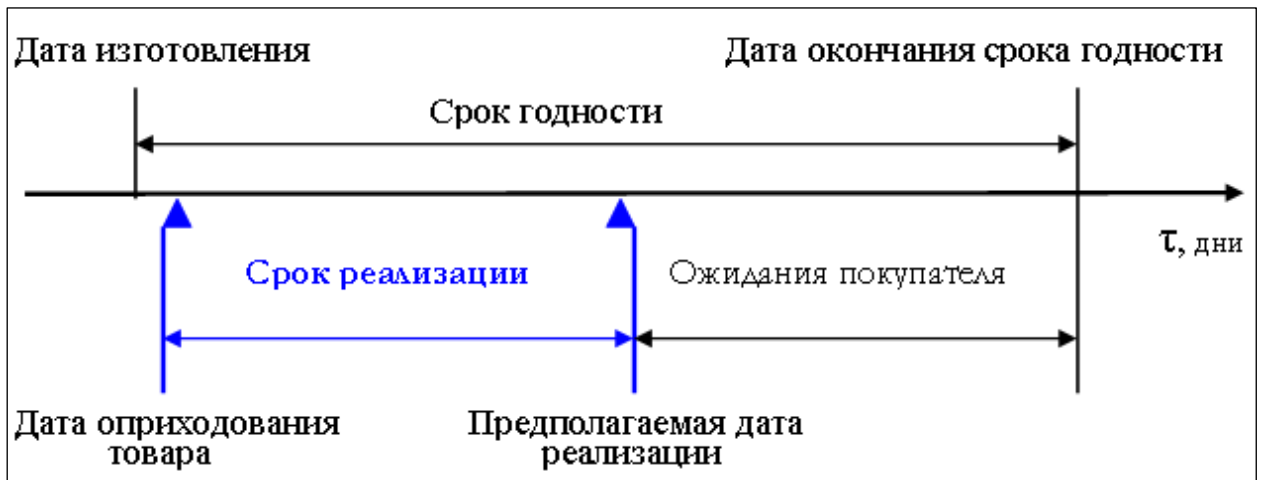 Дата изготовления
Дата окончания срока годности
Срок годности
τ, дни
Срок реализации
Ожидания покупателя
Дата оприходования
товара
Предполагаемая дата
реализации